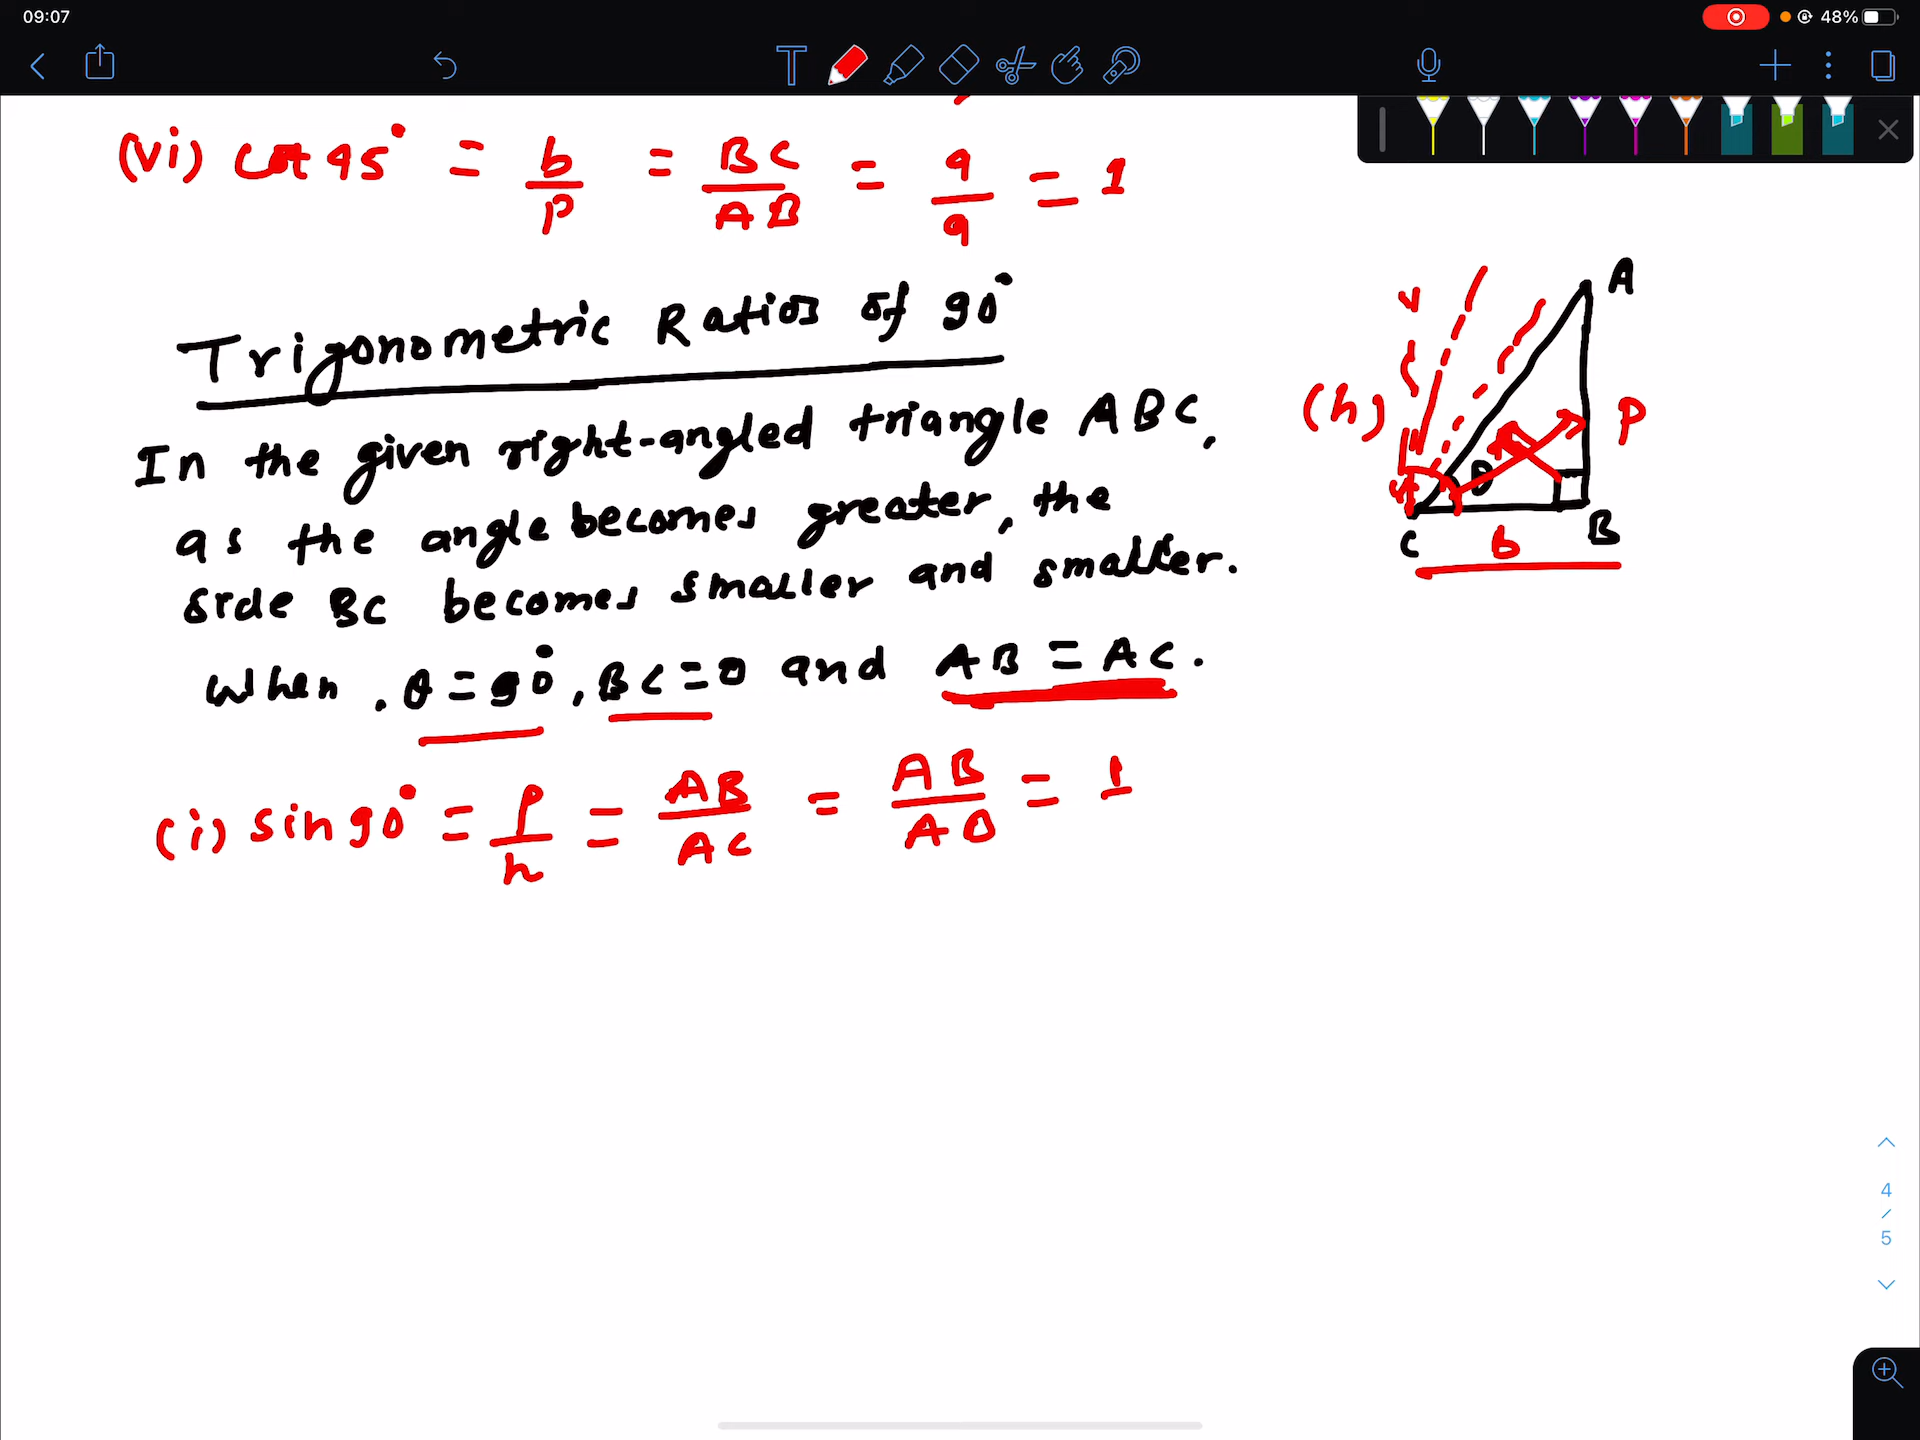 09:07
48%
(vi) cot 45° = b/p = BC/AB = a/a = 1
Trigonometric Ratios of 90°
In the given right-angled triangle ABC,
as the angle becomes greater, the
side BC becomes smaller and smaller.
When, θ = 90°, BC = 0 and AB = AC.
(i) sin 90° = p/h = AB/AC = AB/AB = 1
A
(h)
p
θ
C
b
B
4
/
5